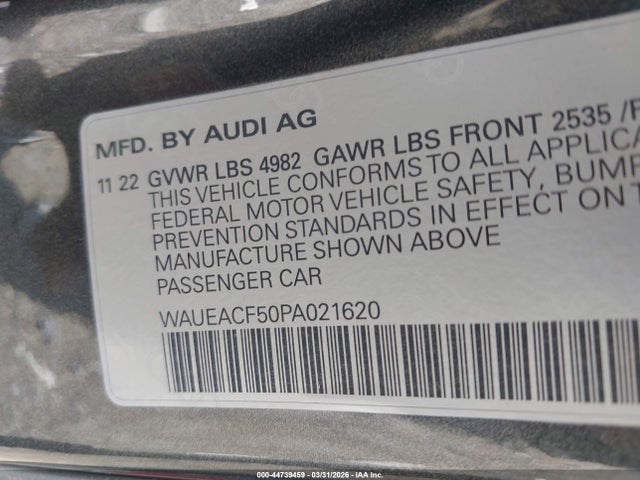 MFD. BY AUDI AG
11 22 GVWR LBS 4982 GAWR LBS FRONT 2535 /
THIS VEHICLE CONFORMS TO ALL
FEDERAL MOTOR VEHICLE SAFETY,
PREVENTION STANDARDS IN EFFECT ON
MANUFACTURE SHOWN ABOVE
PASSENGER CAR
WAUEACF50PA021620
000-44739459 - 03/31/2026 - IAA Inc.